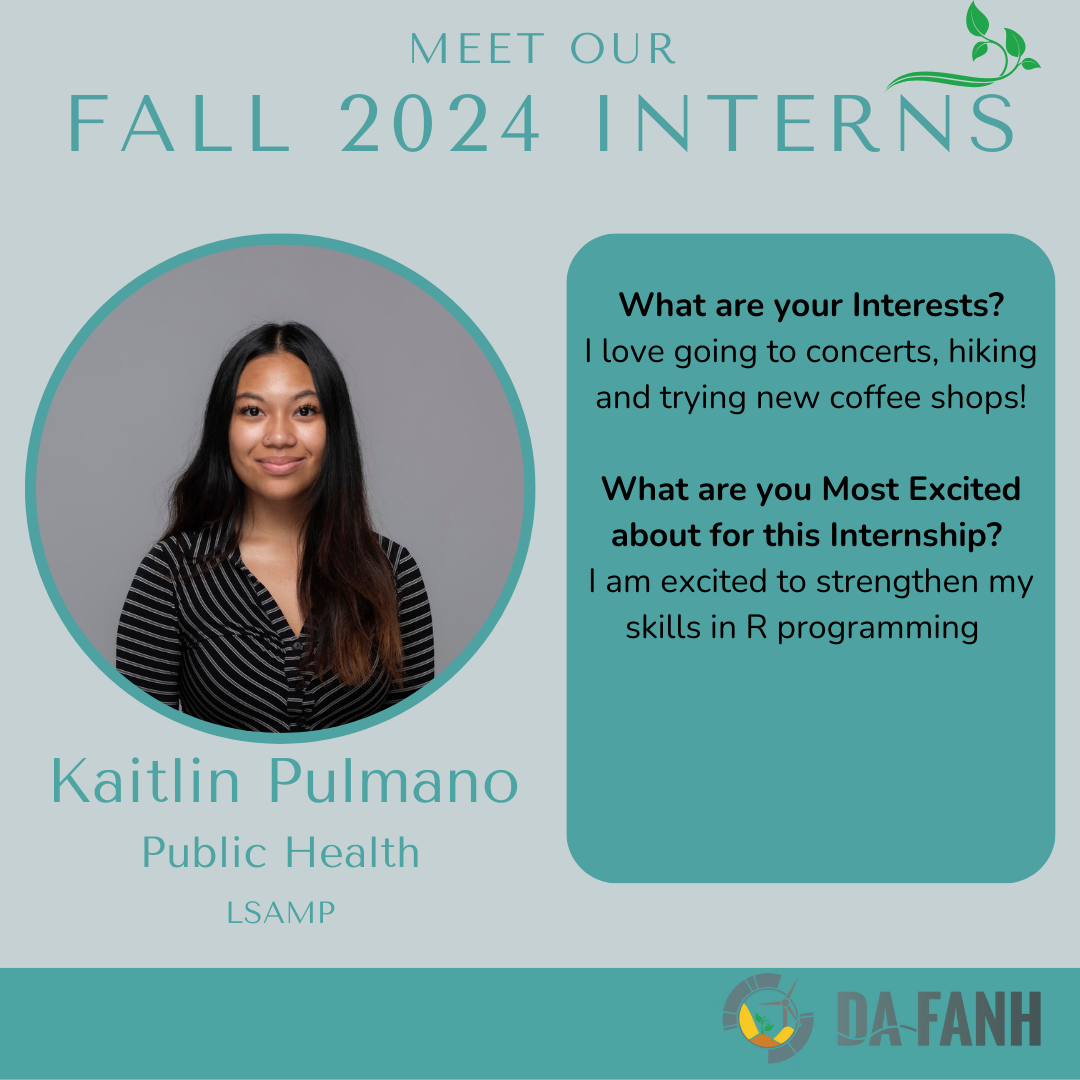 MEET OUR
FALL 2024 INTERNS
What are your Interests?
I love going to concerts, hiking
and trying new coffee shops!
What are you Most Excited
about for this Internship?
I am excited to strengthen my
skills in R programming
Kaitlin Pulmano
Public Health
LSAMP
DA-FANH